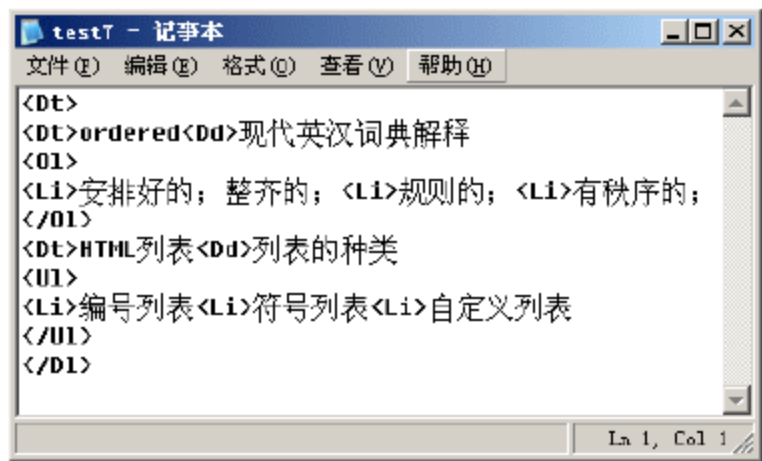 testT - 记事本
文件(F) 编辑(E) 格式(O) 查看(V) 帮助(H)
<Dt>
<Dt>ordered<Dd>现代英汉词典解释
<Ol>
<Li>安排好的；整齐的；<Li>规则的；<Li>有秩序的；
</Ol>
<Dt>HTML列表<Dd>列表的种类
<Ul>
<Li>编号列表<Li>符号列表<Li>自定义列表
</Ul>
</Dl>
Ln 1, Col 1